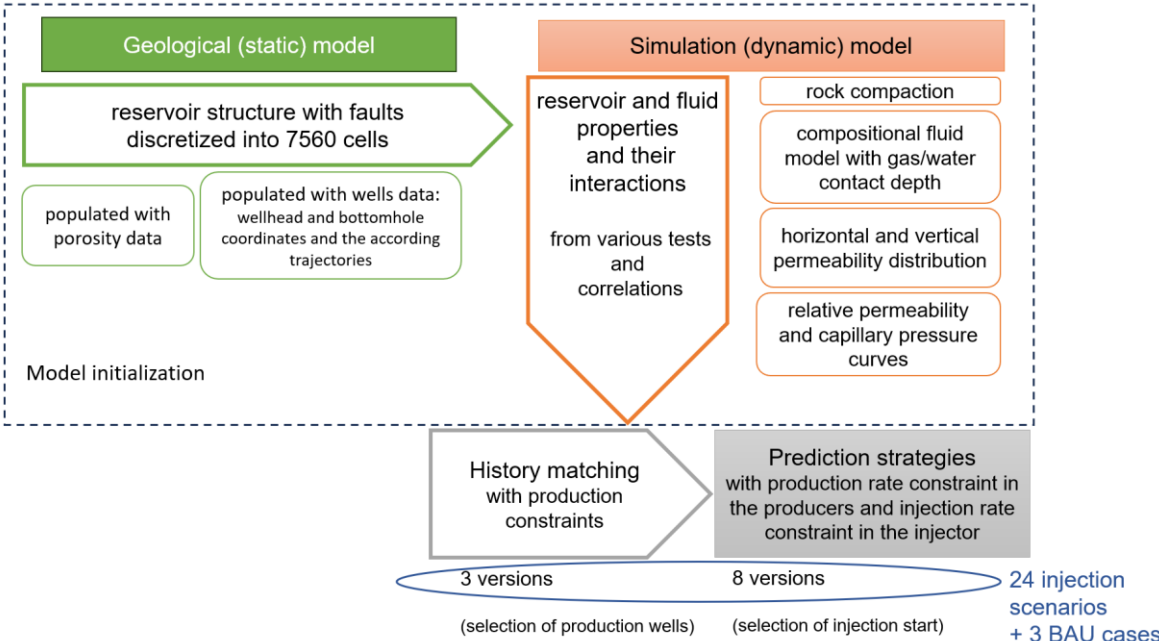 Geological (static) model
reservoir structure with faults
discretized into 7560 cells
populated with
porosity data
populated with wells data:
wellhead and bottomhole
coordinates and the according
trajectories
Model initialization
Simulation (dynamic) model
reservoir and fluid
properties
and their
interactions
from various tests
and
correlations
rock compaction
compositional fluid
model with gas/water
contact depth
horizontal and vertical
permeability distribution
relative permeability
and capillary pressure
curves
History matching
with production
constraints
Prediction strategies
with production rate constraint in
the producers and injection rate
constraint in the injector
3 versions
8 versions
(selection of production wells)
(selection of injection start)
24 injection
scenarios
+ 3 BAU cases